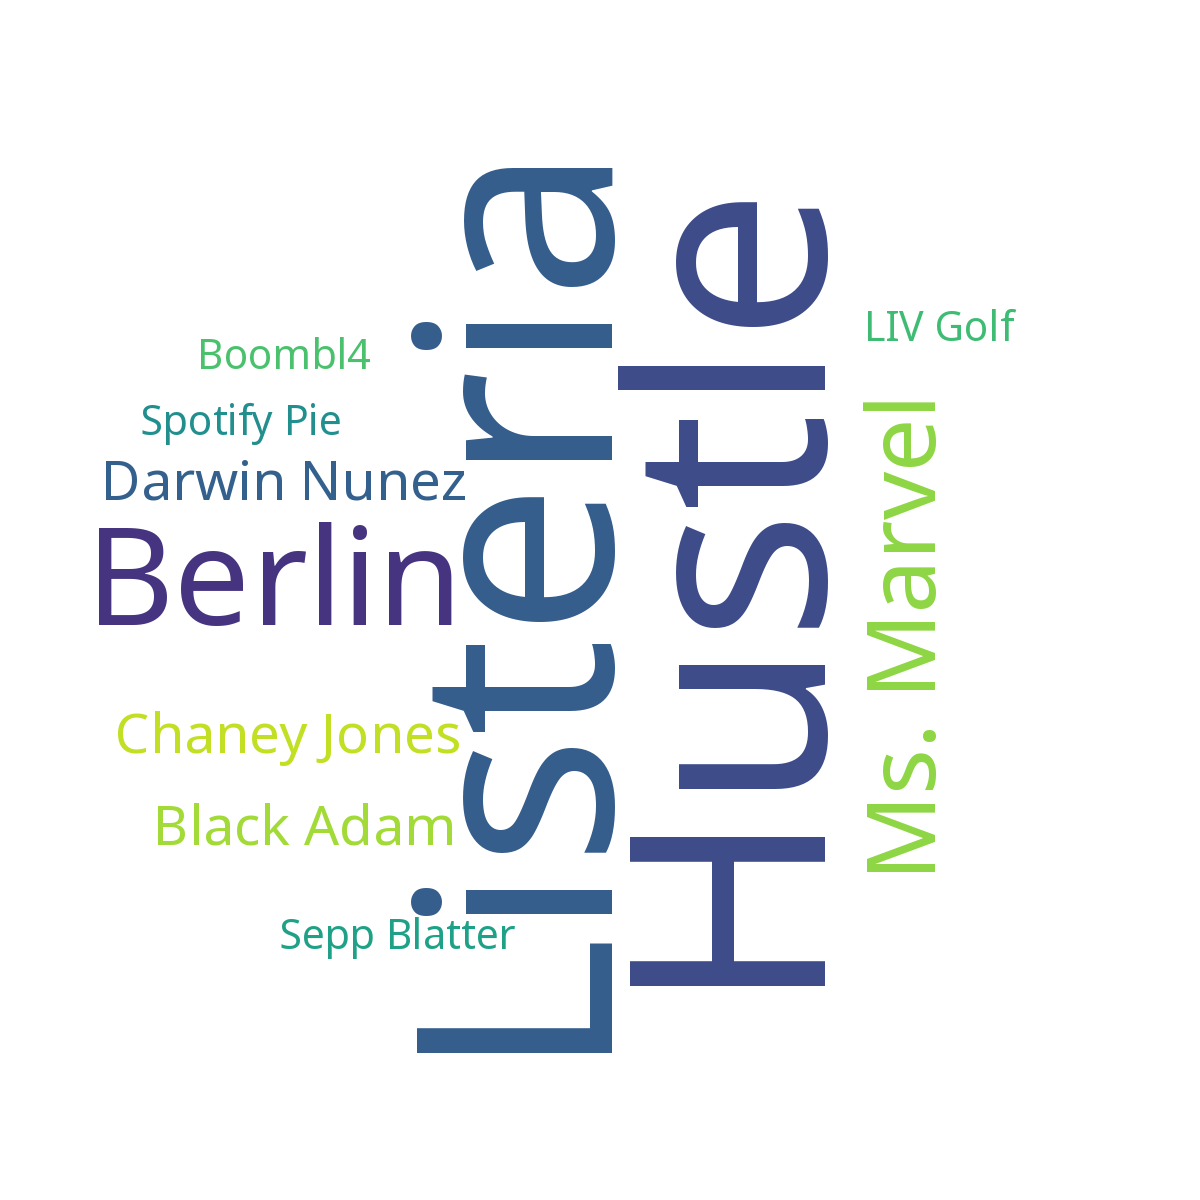 Listeria
Hustle
LIV Golf
Boombl4
Spotify Pie
Darwin Nunez
Berlin
Ms. Marvel
Chaney Jones
Black Adam
Sepp Blatter